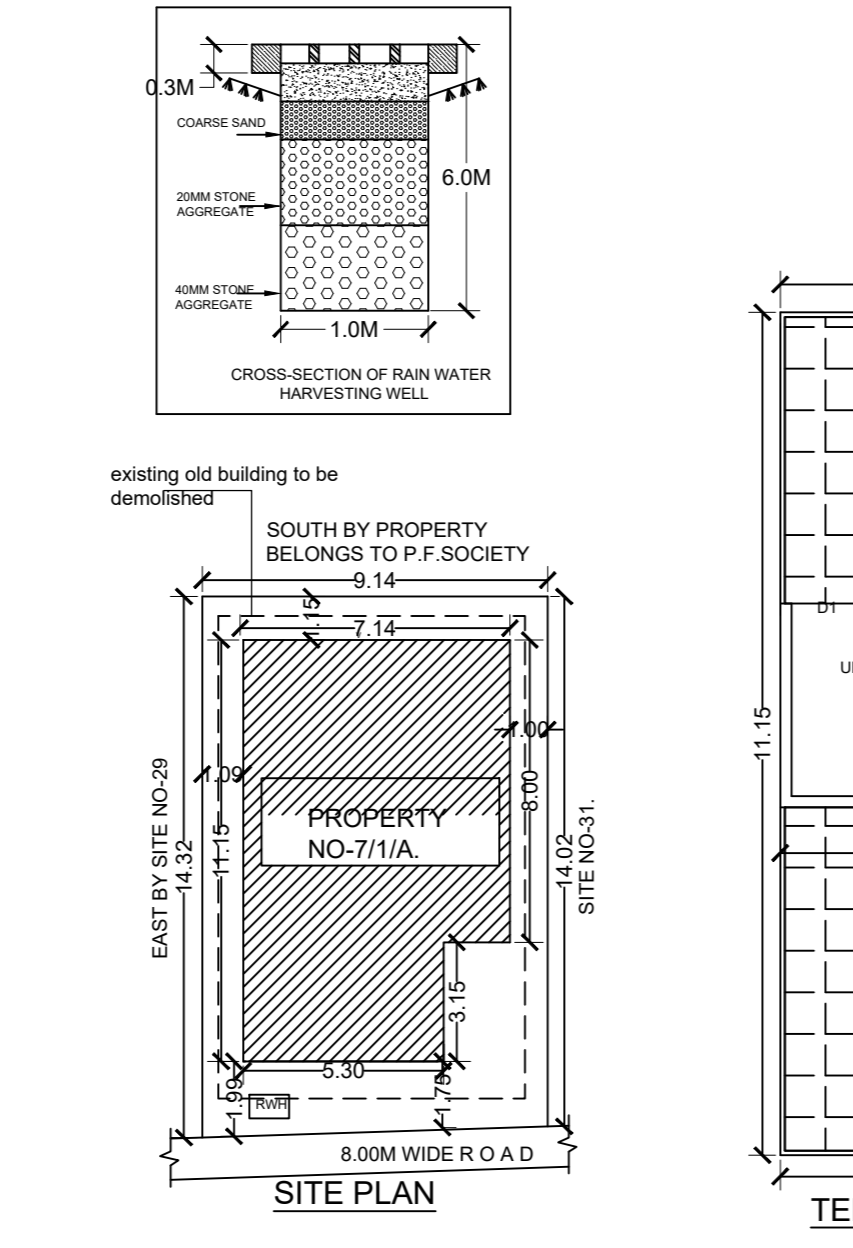 0.3M
COARSE SAND
20MM STONE
AGGREGATE
40MM STONE
AGGREGATE
6.0M
1.0M
CROSS-SECTION OF RAIN WATER
HARVESTING WELL
existing old building to be
demolished
SOUTH BY PROPERTY
BELONGS TO P.F.SOCIETY
9.14
1.15
7.14
1.00
1.09
8.00
PROPERTY
NO-7/1/A.
EAST BY SITE NO-29
14.32
11.15
14.02
SITE NO-31.
3.15
5.30
1.99
RWH
1.75
8.00M WIDE R O A D
SITE PLAN
D1
11.15